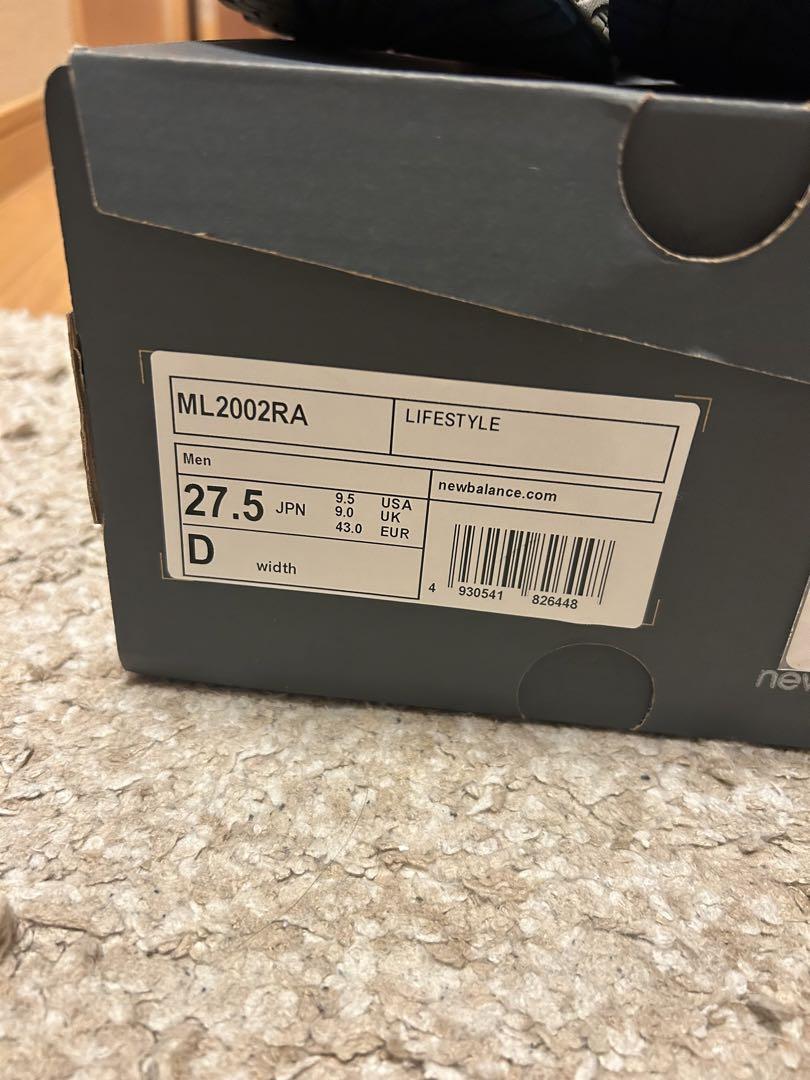 ML2002RA
LIFESTYLE
Men
27.5 JPN
9.5 USA
9.0 UK
43.0 EUR
D width
newbalance.com
4 930541 826448
new